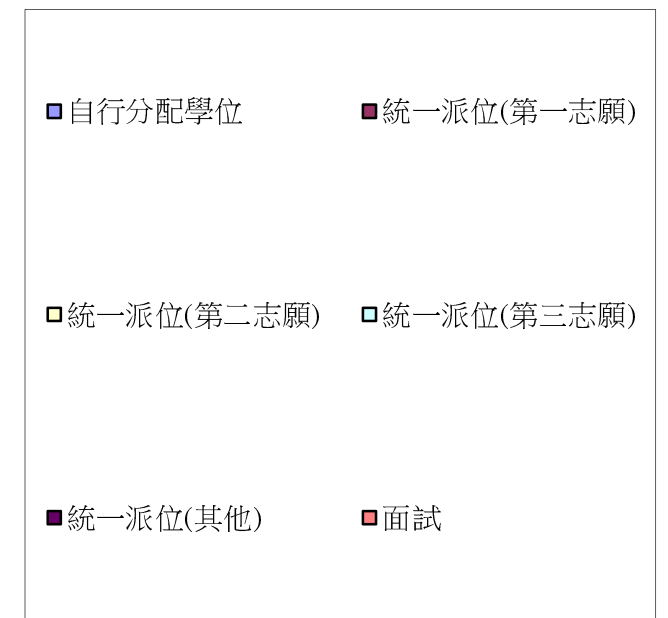 自行分配學位
統一派位(第一志願)
統一派位(第二志願)
統一派位(第三志願)
統一派位(其他)
面試